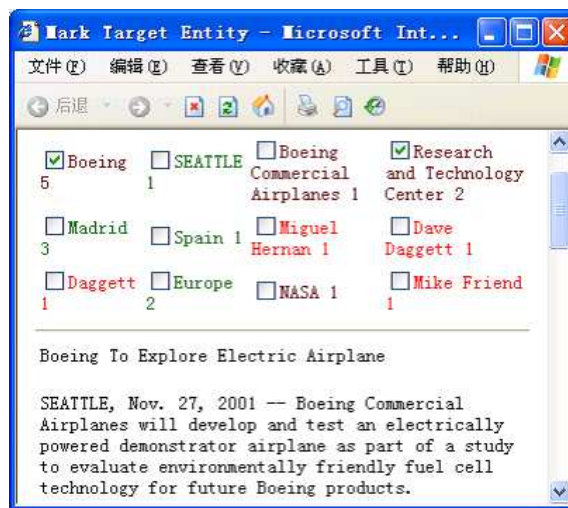 Mark Target Entity - Microsoft Int...
文件(F) 编辑(E) 查看(V) 收藏(A) 工具(T) 帮助(H)
后退
Boeing 5
SEATTLE 1
Boeing Commercial Airplanes 1
Research and Technology Center 2
Madrid 3
Spain 1
Miguel Hernan 1
Dave Daggett 1
Daggett 1
Europe 2
NASA 1
Mike Friend 1
Boeing To Explore Electric Airplane
SEATTLE, Nov. 27, 2001 -- Boeing Commercial
Airplanes will develop and test an electrically
powered demonstrator airplane as part of a study
to evaluate environmentally friendly fuel cell
technology for future Boeing products.